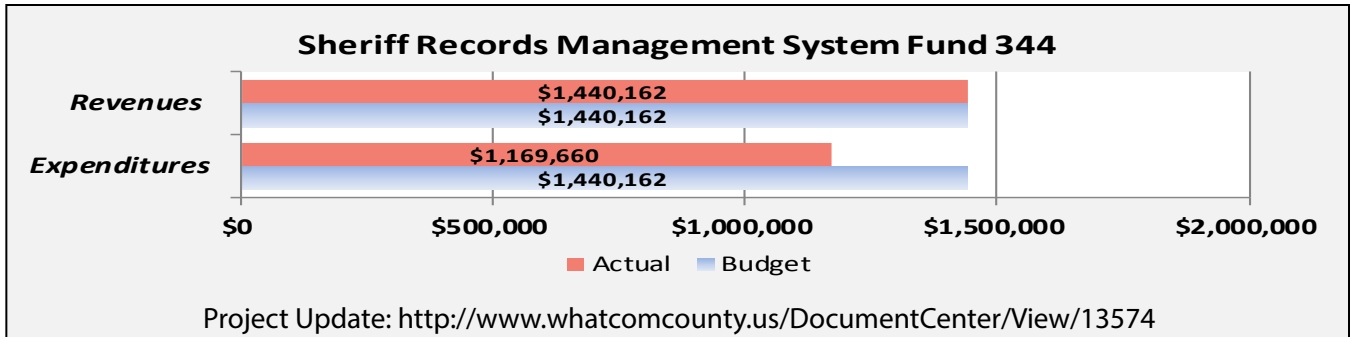 Sheriff Records Management System Fund 344
Revenues
$1,440,162
$1,440,162
Expenditures
$1,169,660
$1,440,162
$0 $500,000 $1,000,000 $1,500,000 $2,000,000
Actual Budget
Project Update: http://www.whatcomcounty.us/DocumentCenter/View/13574